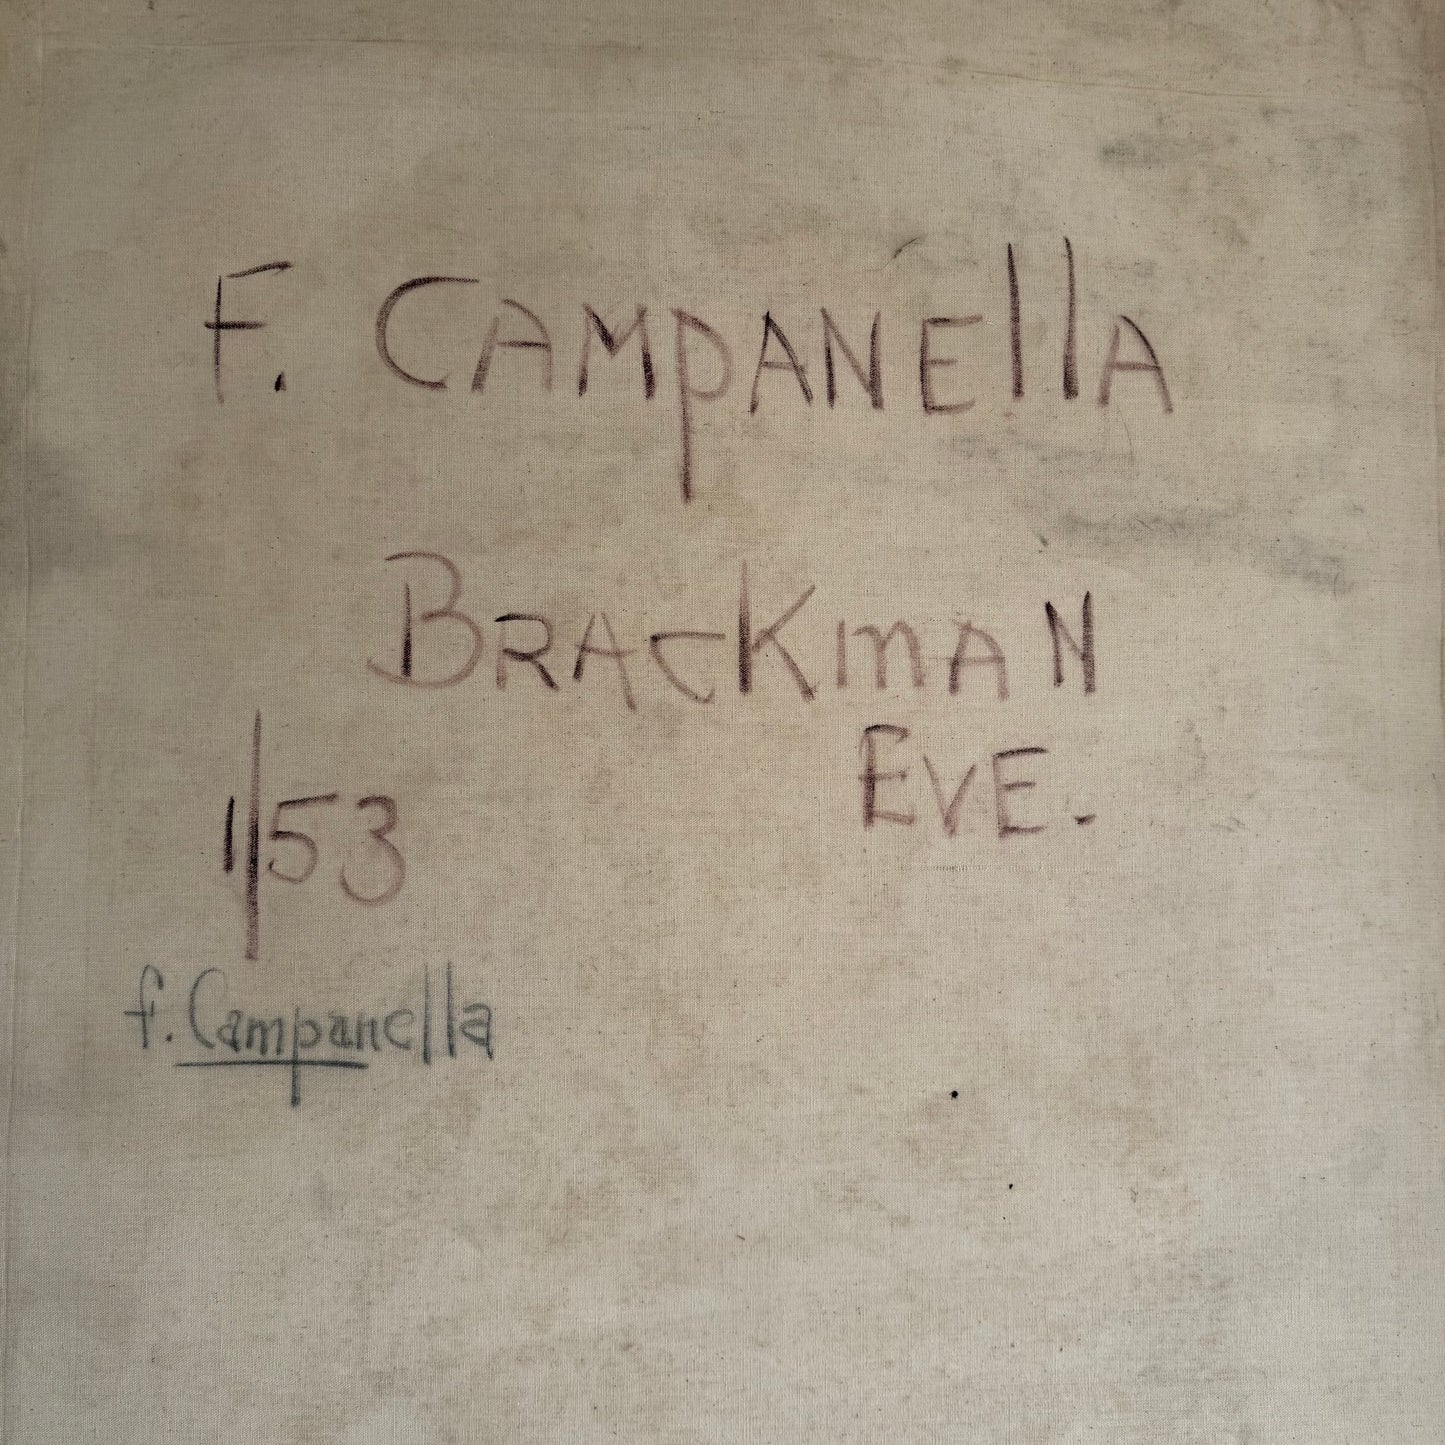 F. CAMPANEllA
BRACKmAN
EVE.
1/53
f. Campanella